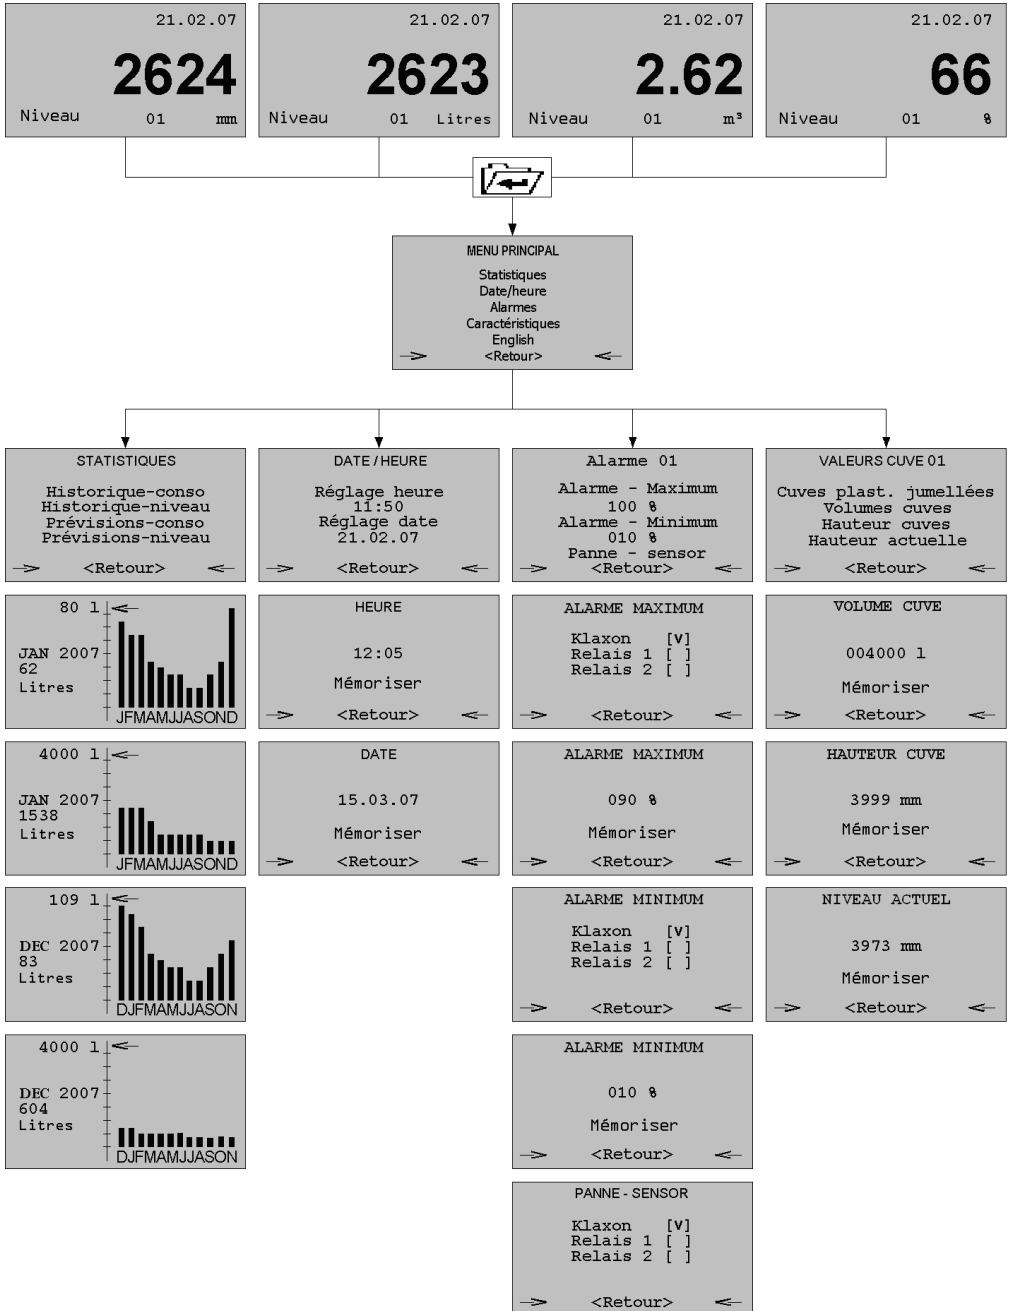 21.02.07
2624
Niveau 01 mm
21.02.07
2623
Niveau 01 Litres
21.02.07
2.62
Niveau 01 m³
21.02.07
66
Niveau 01 %
MENU PRINCIPAL
Statistiques
Date/heure
Alarmes
Caractéristiques
English
<Retour>
STATISTIQUES
Historique-conso
Historique-niveau
Prévisions-conso
Prévisions-niveau
<Retour>
80 l
JAN 2007
62
Litres
JFMAMJJASOND
4000 l
JAN 2007
1538
Litres
JFMAMJJASOND
109 l
DEC 2007
83
Litres
DJFMAMJJASON
4000 l
DEC 2007
604
Litres
DJFMAMJJASON
DATE / HEURE
Réglage heure
11:50
Réglage date
21.02.07
<Retour>
HEURE
12:05
Mémoriser
<Retour>
DATE
15.03.07
Mémoriser
<Retour>
Alarme 01
Alarme - Maximum
100 %
Alarme - Minimum
010 %
Panne - sensor
<Retour>
ALARME MAXIMUM
Klaxon [v]
Relais 1 [ ]
Relais 2 [ ]
<Retour>
ALARME MAXIMUM
090 %
Mémoriser
<Retour>
ALARME MINIMUM
Klaxon [v]
Relais 1 [ ]
Relais 2 [ ]
<Retour>
ALARME MINIMUM
010 %
Mémoriser
<Retour>
PANNE - SENSOR
Klaxon [v]
Relais 1 [ ]
Relais 2 [ ]
<Retour>
VALEURS CUVE 01
Cuves plast. jumellées
Volumes cuves
Hauteur cuves
Hauteur actuelle
<Retour>
VOLUME CUVE
004000 l
Mémoriser
<Retour>
HAUTEUR CUVE
3999 mm
Mémoriser
<Retour>
NIVEAU ACTUEL
3973 mm
Mémoriser
<Retour>